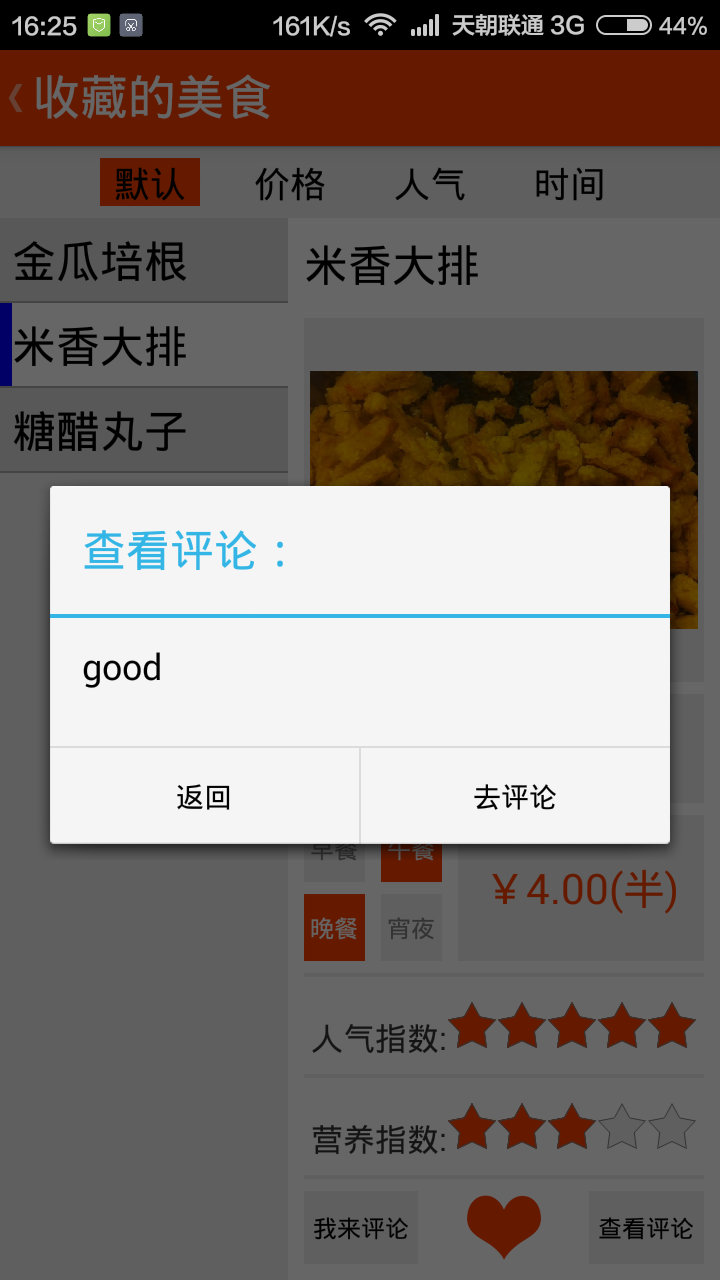 16:25 161K/s 天朝联通 3G 44%
收藏的美食
默认 价格 人气 时间
金瓜培根
米香大排
糖醋丸子
米香大排
查看评论：
good
返回 去评论
早餐 午餐
晚餐 宵夜
¥4.00(半)
人气指数:
营养指数:
我来评论 查看评论